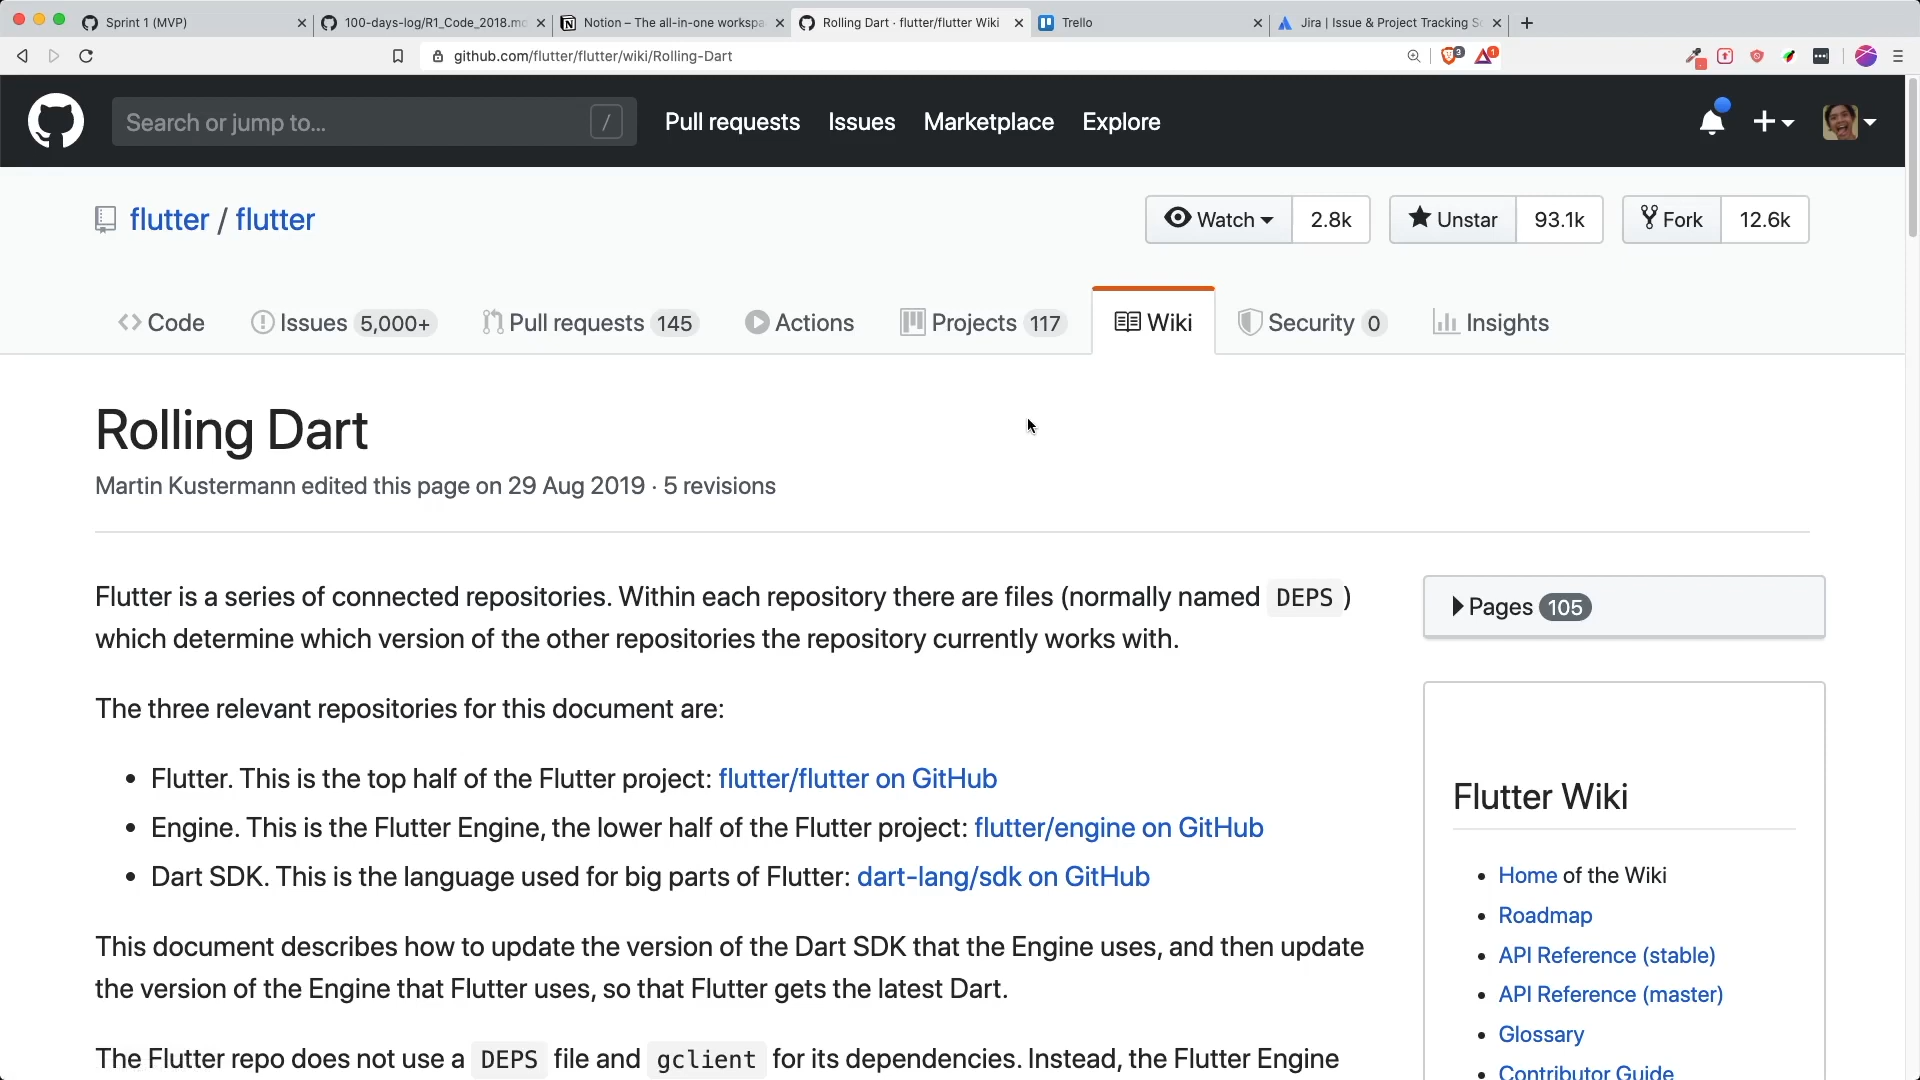 Sprint 1 (MVP)
100-days-log/R1_Code_2018.mc
Notion – The all-in-one workspa
Rolling Dart · flutter/flutter Wiki
Trello
Jira | Issue & Project Tracking S
github.com/flutter/flutter/wiki/Rolling-Dart
3
1
Search or jump to...
/
Pull requests
Issues
Marketplace
Explore
flutter / flutter
Watch
2.8k
Unstar
93.1k
Fork
12.6k
Code
Issues 5,000+
Pull requests 145
Actions
Projects 117
Wiki
Security 0
Insights
Rolling Dart
Martin Kustermann edited this page on 29 Aug 2019 · 5 revisions
Flutter is a series of connected repositories. Within each repository there are files (normally named DEPS )
which determine which version of the other repositories the repository currently works with.
The three relevant repositories for this document are:
• Flutter. This is the top half of the Flutter project: flutter/flutter on GitHub
• Engine. This is the Flutter Engine, the lower half of the Flutter project: flutter/engine on GitHub
• Dart SDK. This is the language used for big parts of Flutter: dart-lang/sdk on GitHub
This document describes how to update the version of the Dart SDK that the Engine uses, and then update
the version of the Engine that Flutter uses, so that Flutter gets the latest Dart.
The Flutter repo does not use a DEPS file and gclient for its dependencies. Instead, the Flutter Engine
Pages 105
Flutter Wiki
• Home of the Wiki
• Roadmap
• API Reference (stable)
• API Reference (master)
• Glossary
• Contributor Guide